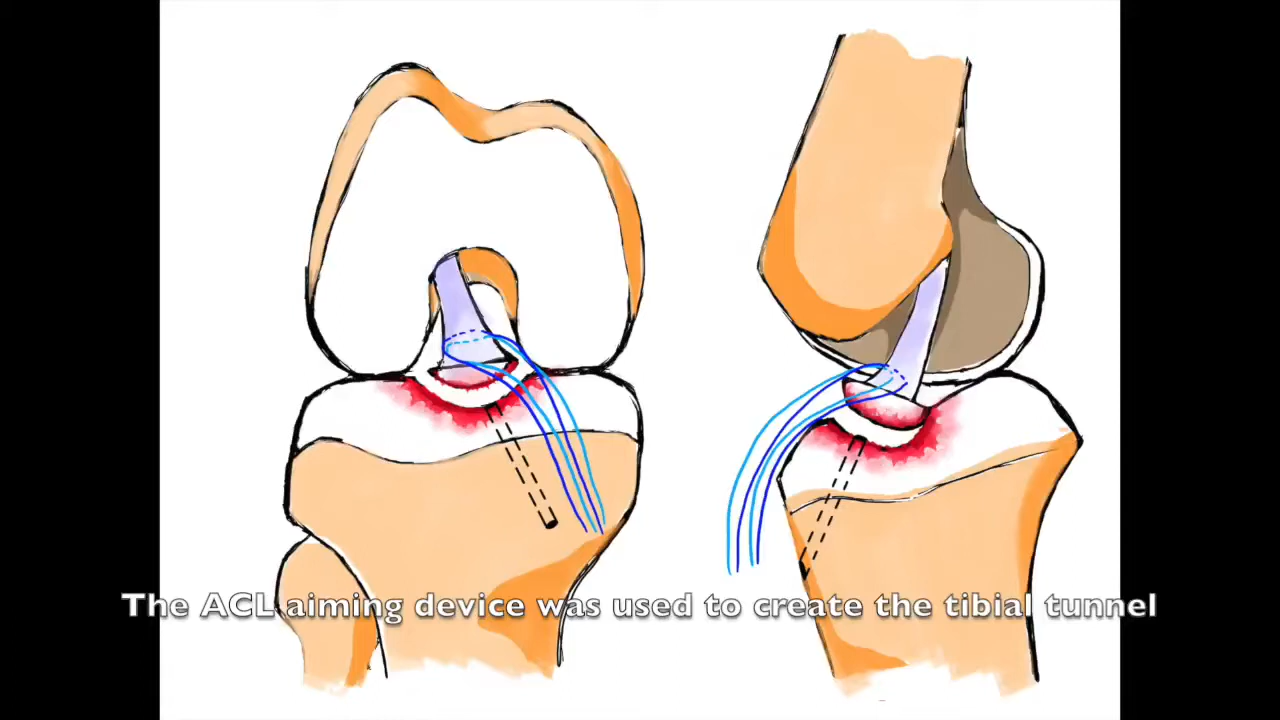 The ACL aiming device was used to create the tibial tunnel